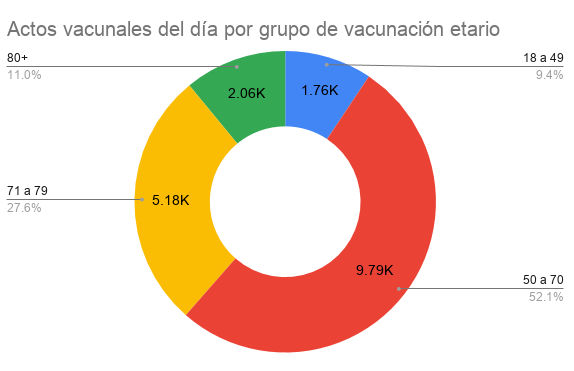 Actos vacunales del día por grupo de vacunación etario
80+
11.0%
18 a 49
9.4%
2.06K
1.76K
71 a 79
27.6%
5.18K
9.79K
50 a 70
52.1%